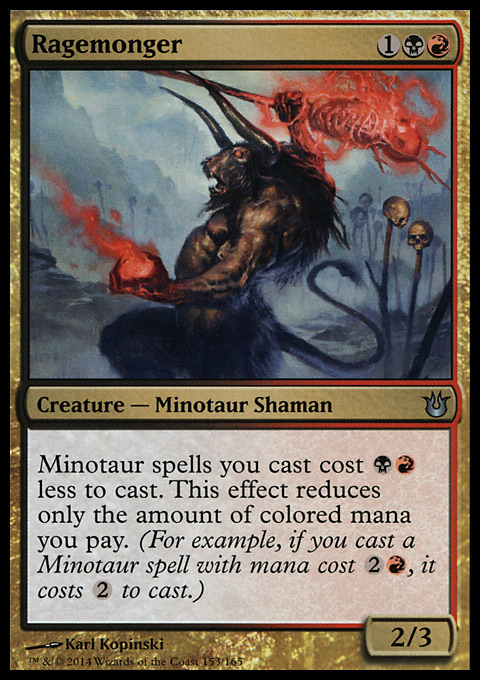 Ragemonger 1
Creature — Minotaur Shaman
Minotaur spells you cast cost
less to cast. This effect reduces
only the amount of colored mana
you pay. (For example, if you cast a
Minotaur spell with mana cost 2, it
costs 2 to cast.)
2/3
Karl Kopinski
™ & © 2014 Wizards of the Coast 153/165